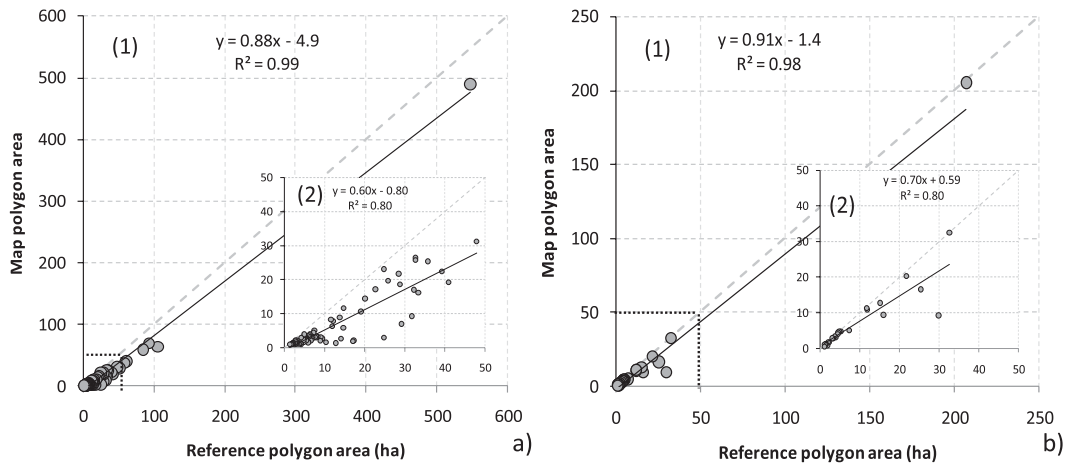 600
500
400
300
200
100
0
0 100 200 300 400 500 600
Map polygon area
Reference polygon area (ha)
(1)
y = 0.88x - 4.9
R² = 0.99
(2)
y = 0.60x - 0.80
R² = 0.80
50
40
30
20
10
0
0 10 20 30 40 50
a)
250
200
150
100
50
0
0 50 100 150 200 250
Map polygon area
Reference polygon area (ha)
(1)
y = 0.91x - 1.4
R² = 0.98
(2)
y = 0.70x + 0.59
R² = 0.80
50
40
30
20
10
0
0 10 20 30 40 50
b)